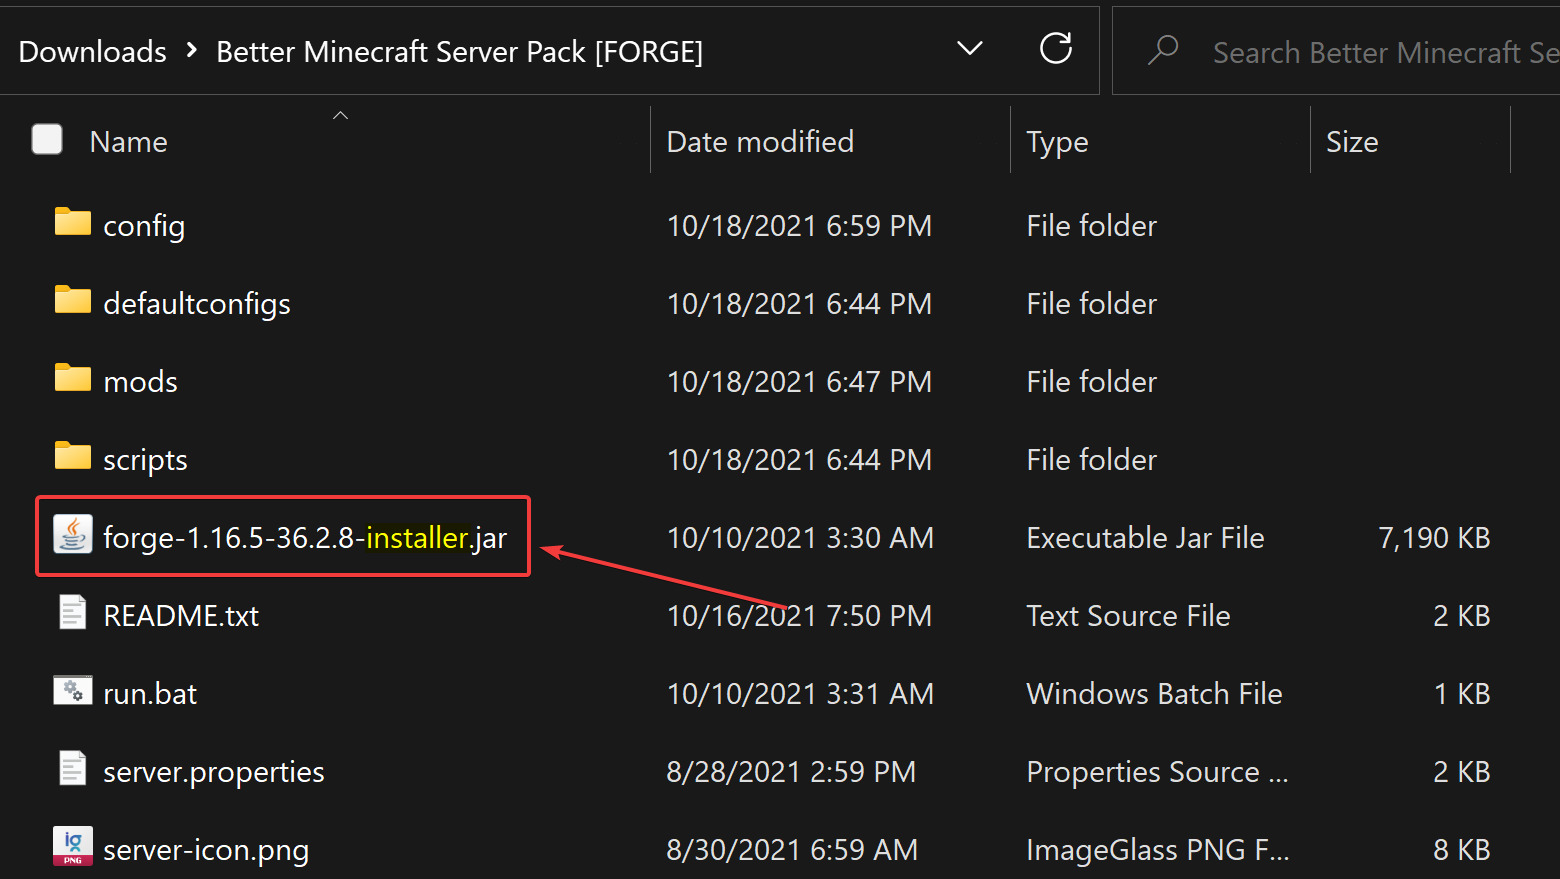 Downloads > Better Minecraft Server Pack [FORGE] Search Better Minecraft Se
Name Date modified Type Size
config 10/18/2021 6:59 PM File folder
defaultconfigs 10/18/2021 6:44 PM File folder
mods 10/18/2021 6:47 PM File folder
scripts 10/18/2021 6:44 PM File folder
forge-1.16.5-36.2.8-installer.jar 10/10/2021 3:30 AM Executable Jar File 7,190 KB
README.txt 10/16/2021 7:50 PM Text Source File 2 KB
run.bat 10/10/2021 3:31 AM Windows Batch File 1 KB
server.properties 8/28/2021 2:59 PM Properties Source ... 2 KB
ig PNG server-icon.png 8/30/2021 6:59 AM ImageGlass PNG F... 8 KB